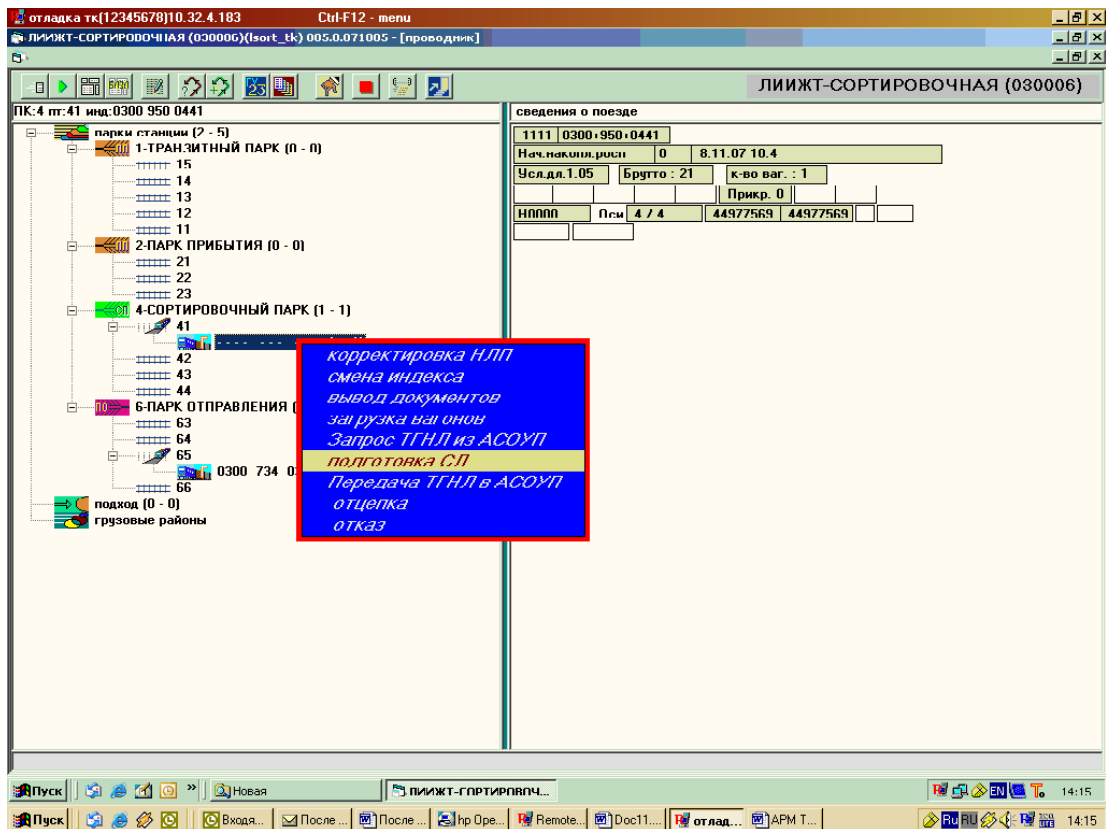 отладка тк(12345678)10.32.4.183 Ctrl-F12 - menu
ЛИИЖТ-СОРТИРОВОЧНАЯ (030006)(lsort_tk) 005.0.071005 - [проводник]
ЛИИЖТ-СОРТИРОВОЧНАЯ (030006)
ПК:4 пт:41 инд:0300 950 0441
сведения о поезде
парки станции (2 - 5)
1-ТРАНЗИТНЫЙ ПАРК (0 - 0)
15
14
13
12
11
2-ПАРК ПРИБЫТИЯ (0 - 0)
21
22
23
4-СОРТИРОВОЧНЫЙ ПАРК (1 - 1)
41
42
43
44
6-ПАРК ОТПРАВЛЕНИЯ (
63
64
65
0300 734 0
66
подход (0 - 0)
грузовые районы
корректировка НЛП
смена индекса
вывод документов
загрузка вагонов
Запрос ТГНЛ из АСОУП
подготовка СЛ
Передача ТГНЛ в АСОУП
отцепка
отказ
1111 0300 950 0441
Нач.накопл.росп 0 8.11.07 10.4
Усл.дл.1.05 Брутто : 21 к-во ваг. : 1
Прикр. 0
Н0000 Оси 4 / 4 44977569 44977569
Пуск Новая ЛИИЖТ-СОРТИРОВОЧ... EN 14:15
Пуск Входя... После ... После ... hp Ope... Remote... Doc11.... отлад... АРМ Т... Ru RU 14:15